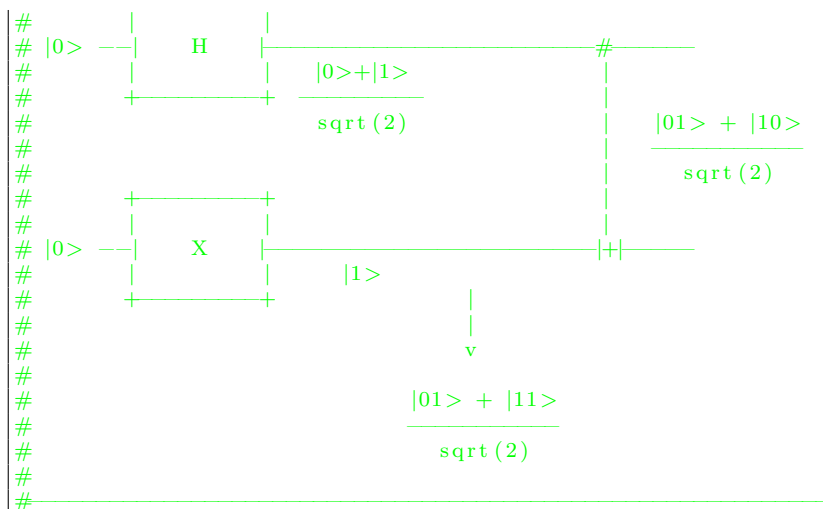 #        |           |
# |0> --|     H     |-----------------------------#-------
#        |           |    |0>+|1>                 |
#        +-----------+  -----------               |
#                         sqrt(2)                 |    |01> + |10>
#                                                 |    -------------
#                                                 |      sqrt(2)
#        +-----------+                            |
#        |           |                            |
# |0> --|     X     |----------------------------|+|------
#        |           |      |1>
#        +-----------+                 |
#                                     |
#                                     v
#
#                                |01> + |11>
#                                -------------
#                                  sqrt(2)
#
#----------------------------------------------------------------------